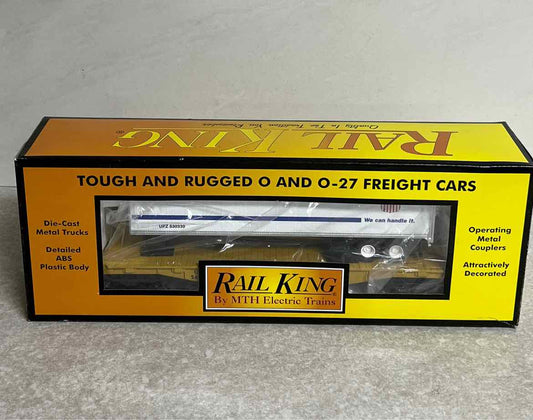 RAIL KING®
Quality In The Tradition You Remember
TOUGH AND RUGGED O AND O-27 FREIGHT CARS
Die-Cast
Metal Trucks
Detailed
ABS
Plastic Body
UPZ 530330
We can handle it.
Operating
Metal
Couplers
Attractively
Decorated
RAIL KING
By MTH Electric Trains